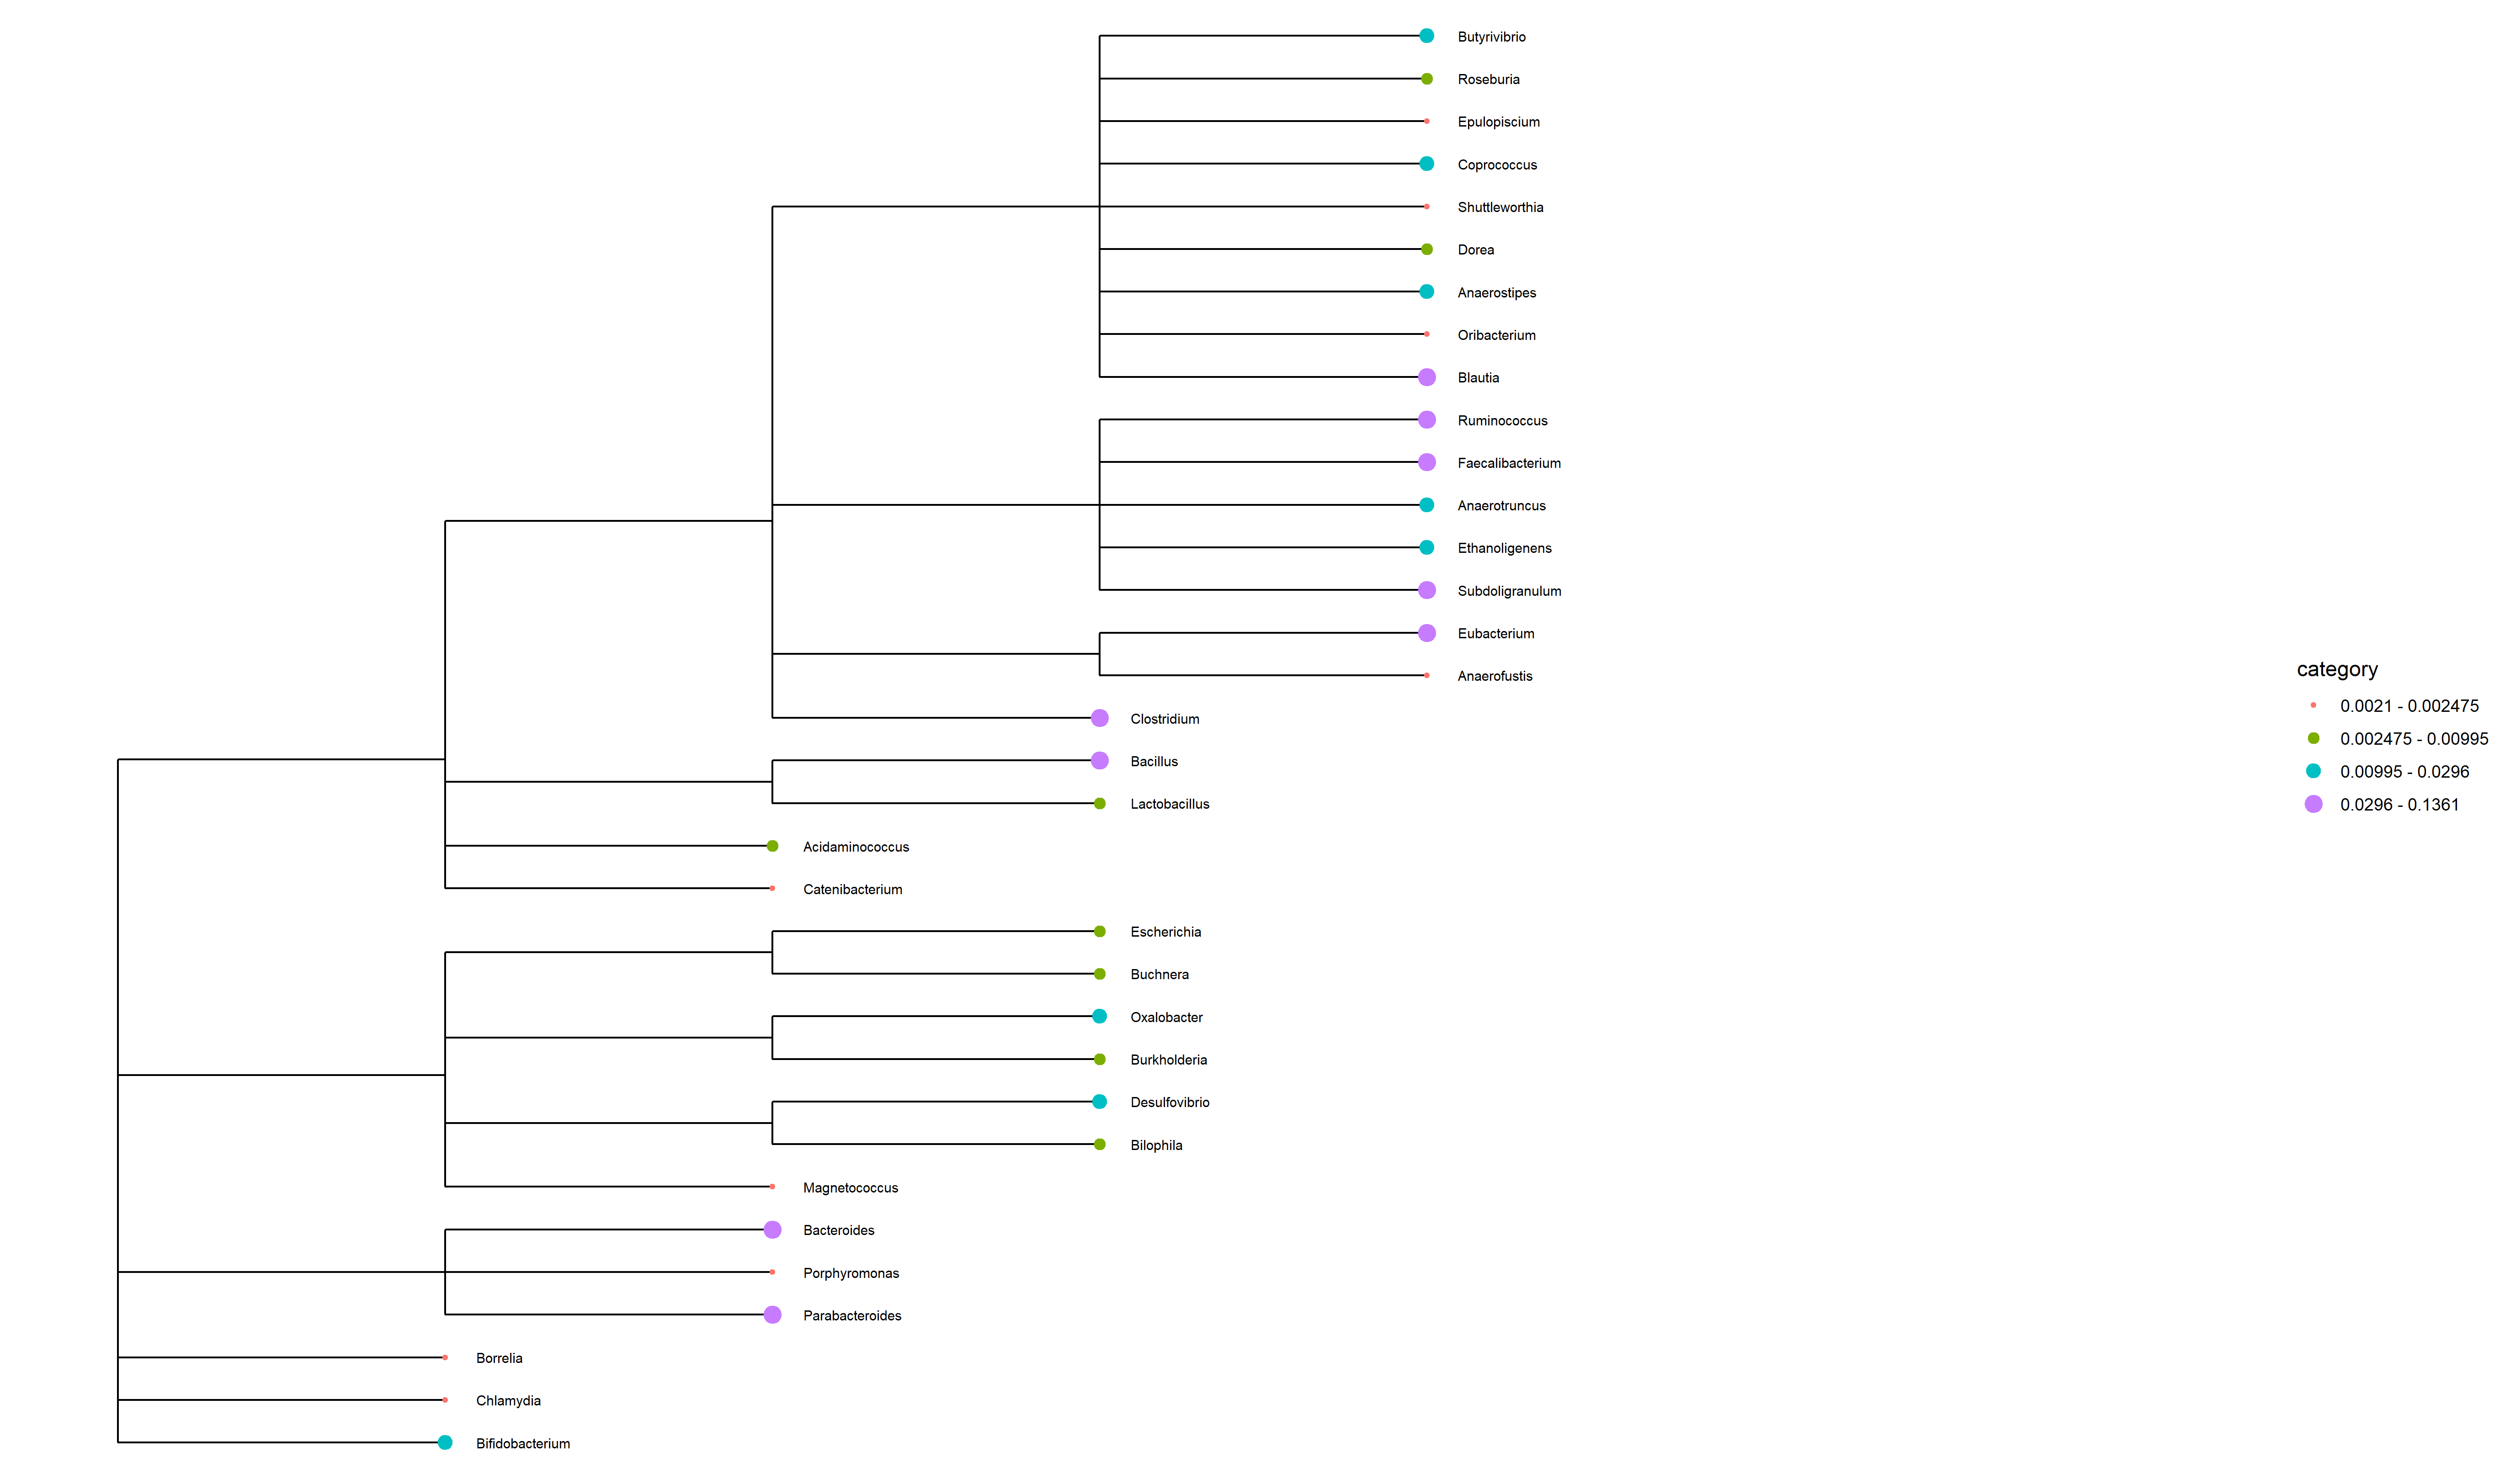 Butyrivibrio
Roseburia
Epulopiscium
Coprococcus
Shuttleworthia
Dorea
Anaerostipes
Oribacterium
Blautia
Ruminococcus
Faecalibacterium
Anaerotruncus
Ethanoligenens
Subdoligranulum
Eubacterium
Anaerofustis
Clostridium
Bacillus
Lactobacillus
Acidaminococcus
Catenibacterium
Escherichia
Buchnera
Oxalobacter
Burkholderia
Desulfovibrio
Bilophila
Magnetococcus
Bacteroides
Porphyromonas
Parabacteroides
Borrelia
Chlamydia
Bifidobacterium
category
0.0021 - 0.002475
0.002475 - 0.00995
0.00995 - 0.0296
0.0296 - 0.1361